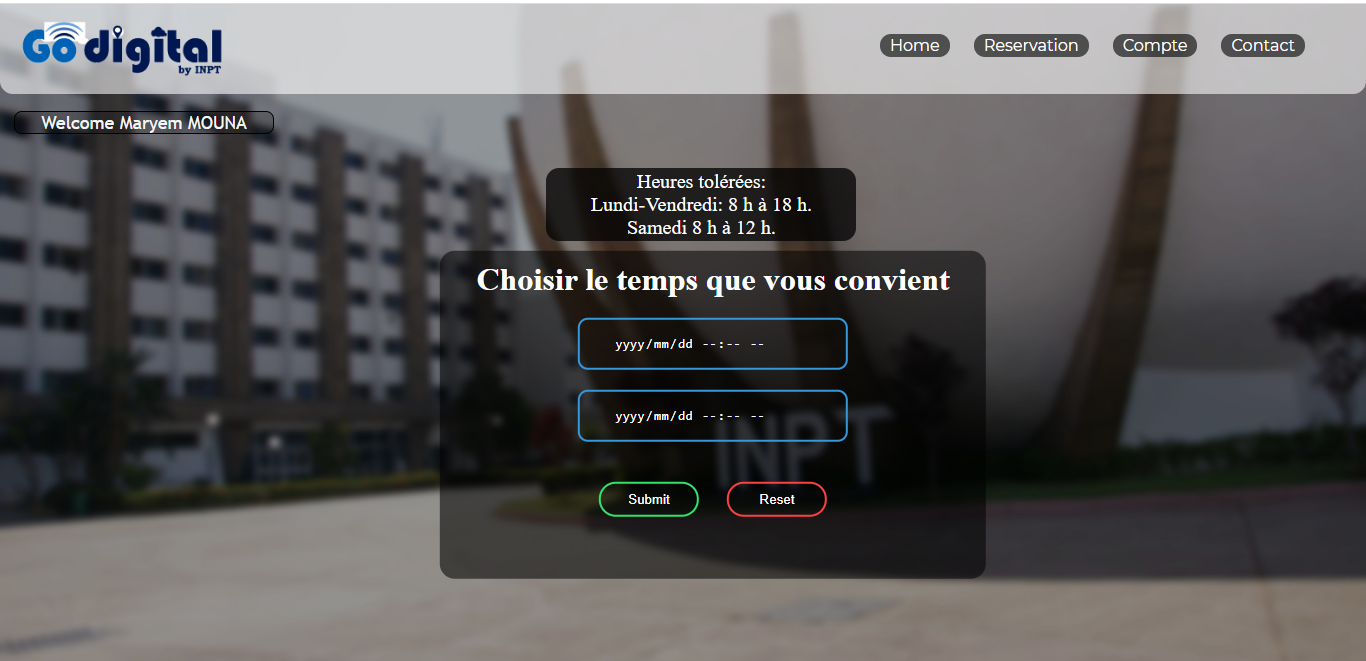 Go digital
by INPT
Home Reservation Compte Contact
Welcome Maryem MOUNA
Heures tolérées:
Lundi-Vendredi: 8 h à 18 h.
Samedi 8 h à 12 h.
Choisir le temps que vous convient
yyyy/mm/dd --:-- --
yyyy/mm/dd --:-- --
INPT
Submit Reset